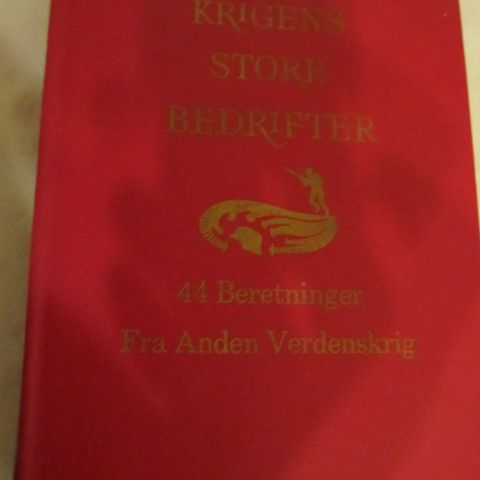 KRIGENS
STORE
BEDRIFTER
44 Beretninger
Fra Anden Verdenskrig